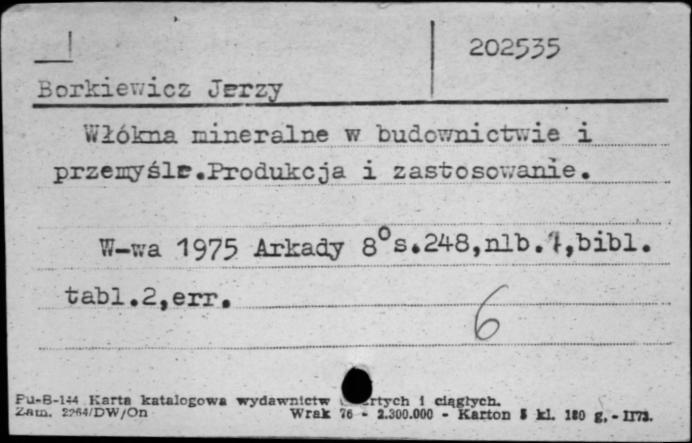 202535
Borkiewicz Jerzy
Włókna mineralne w budownictwie i
przemyśle.Produkcja i zastosowanie.
W-wa 1975 Arkady 8°s.248,nlb.1,bibl.
tabl.2,err.
6
Pu-B-144 Karta katalogowa wydawnictw rtych i ciągłych.
Zam. 2264/DW/On Wrak 76 - 2.300.000 - Karton kl. 180 g. - II73.